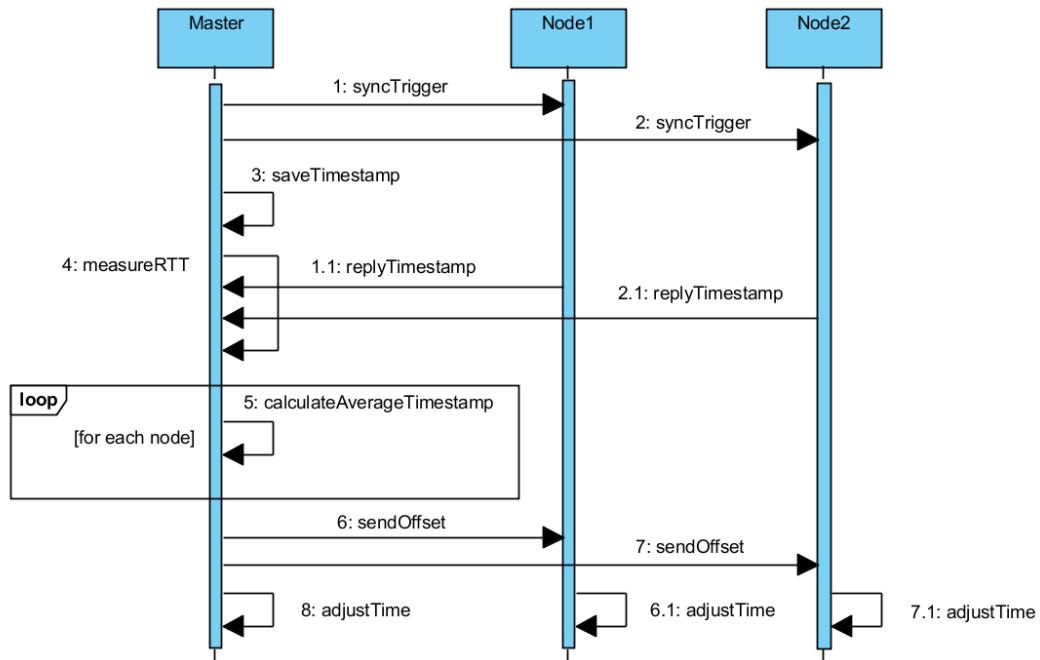 Master
Node1
Node2
1: syncTrigger
2: syncTrigger
3: saveTimestamp
4: measureRTT
1.1: replyTimestamp
2.1: replyTimestamp
loop
5: calculateAverageTimestamp
[for each node]
6: sendOffset
7: sendOffset
8: adjustTime
6.1: adjustTime
7.1: adjustTime